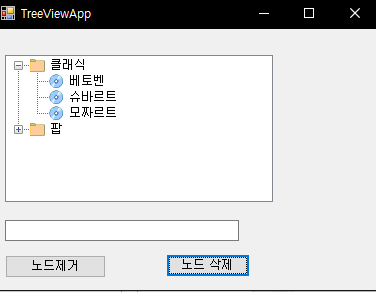 TreeViewApp
클래식
베토벤
슈바르트
모짜르트
팝
노드제거 노드 삭제